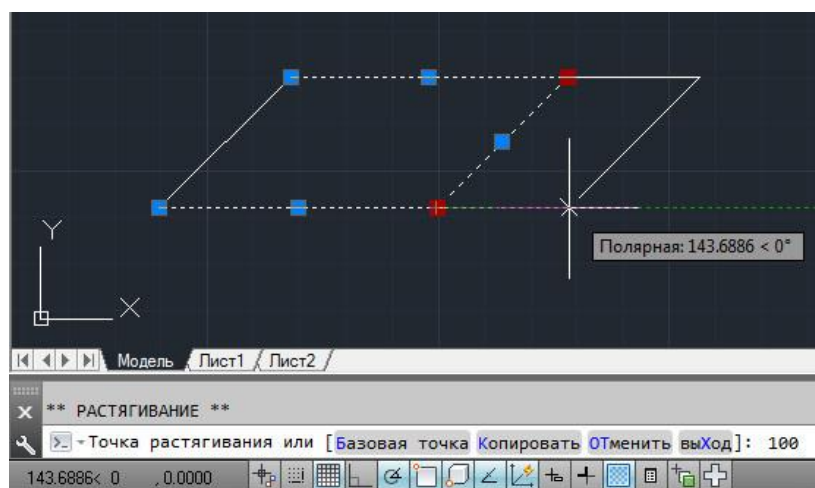 Y
Полярная: 143.6886 < 0°
X
Модель Лист1 Лист2
** РАСТЯГИВАНИЕ **
Точка растягивания или [Базовая точка Копировать ОТменить выХод]: 100
143.6886< 0 , 0.0000